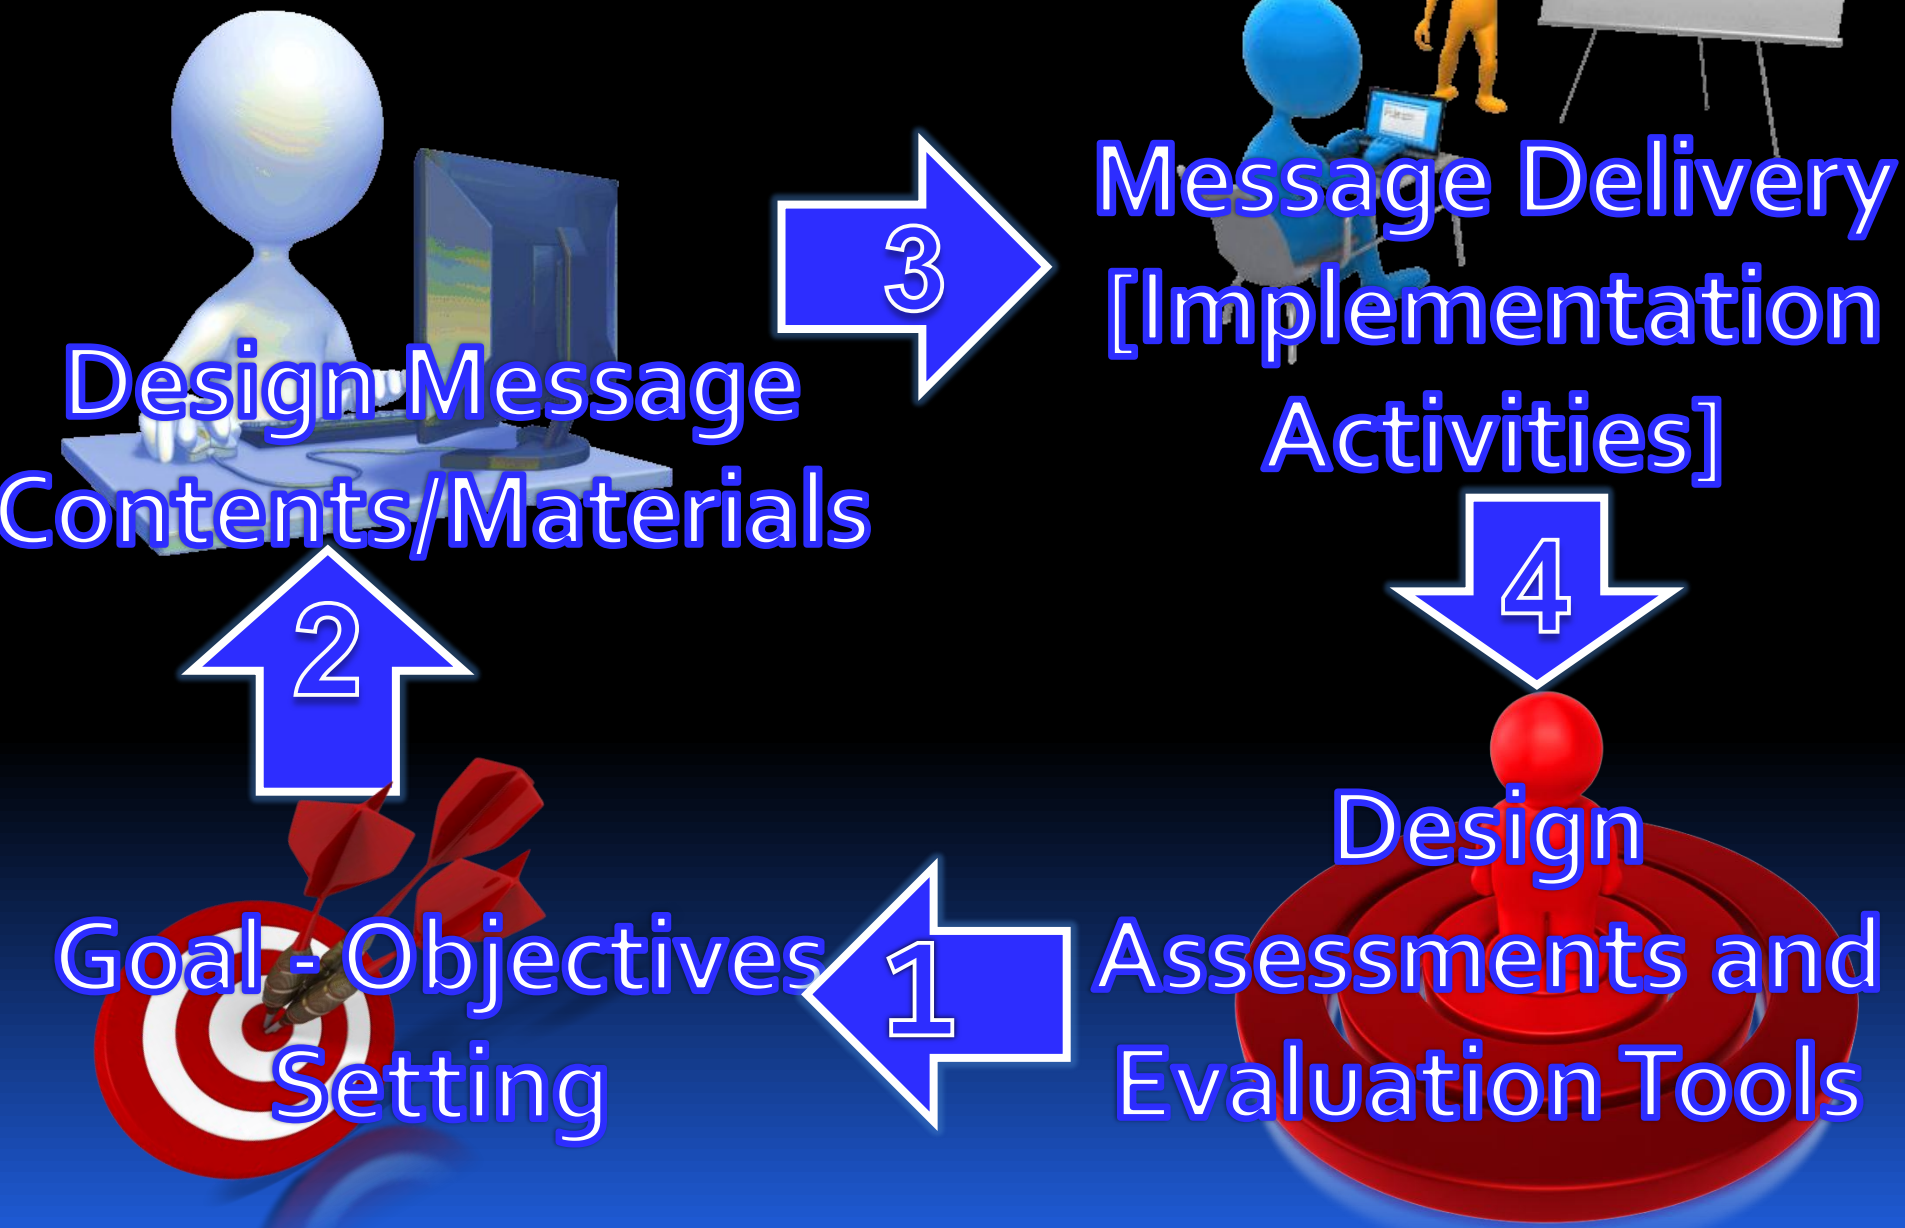 Design Message
Contents/Materials
3
Message Delivery
[Implementation
Activities]
2
4
Goal - Objectives
Setting
1
Design
Assessments and
Evaluation Tools